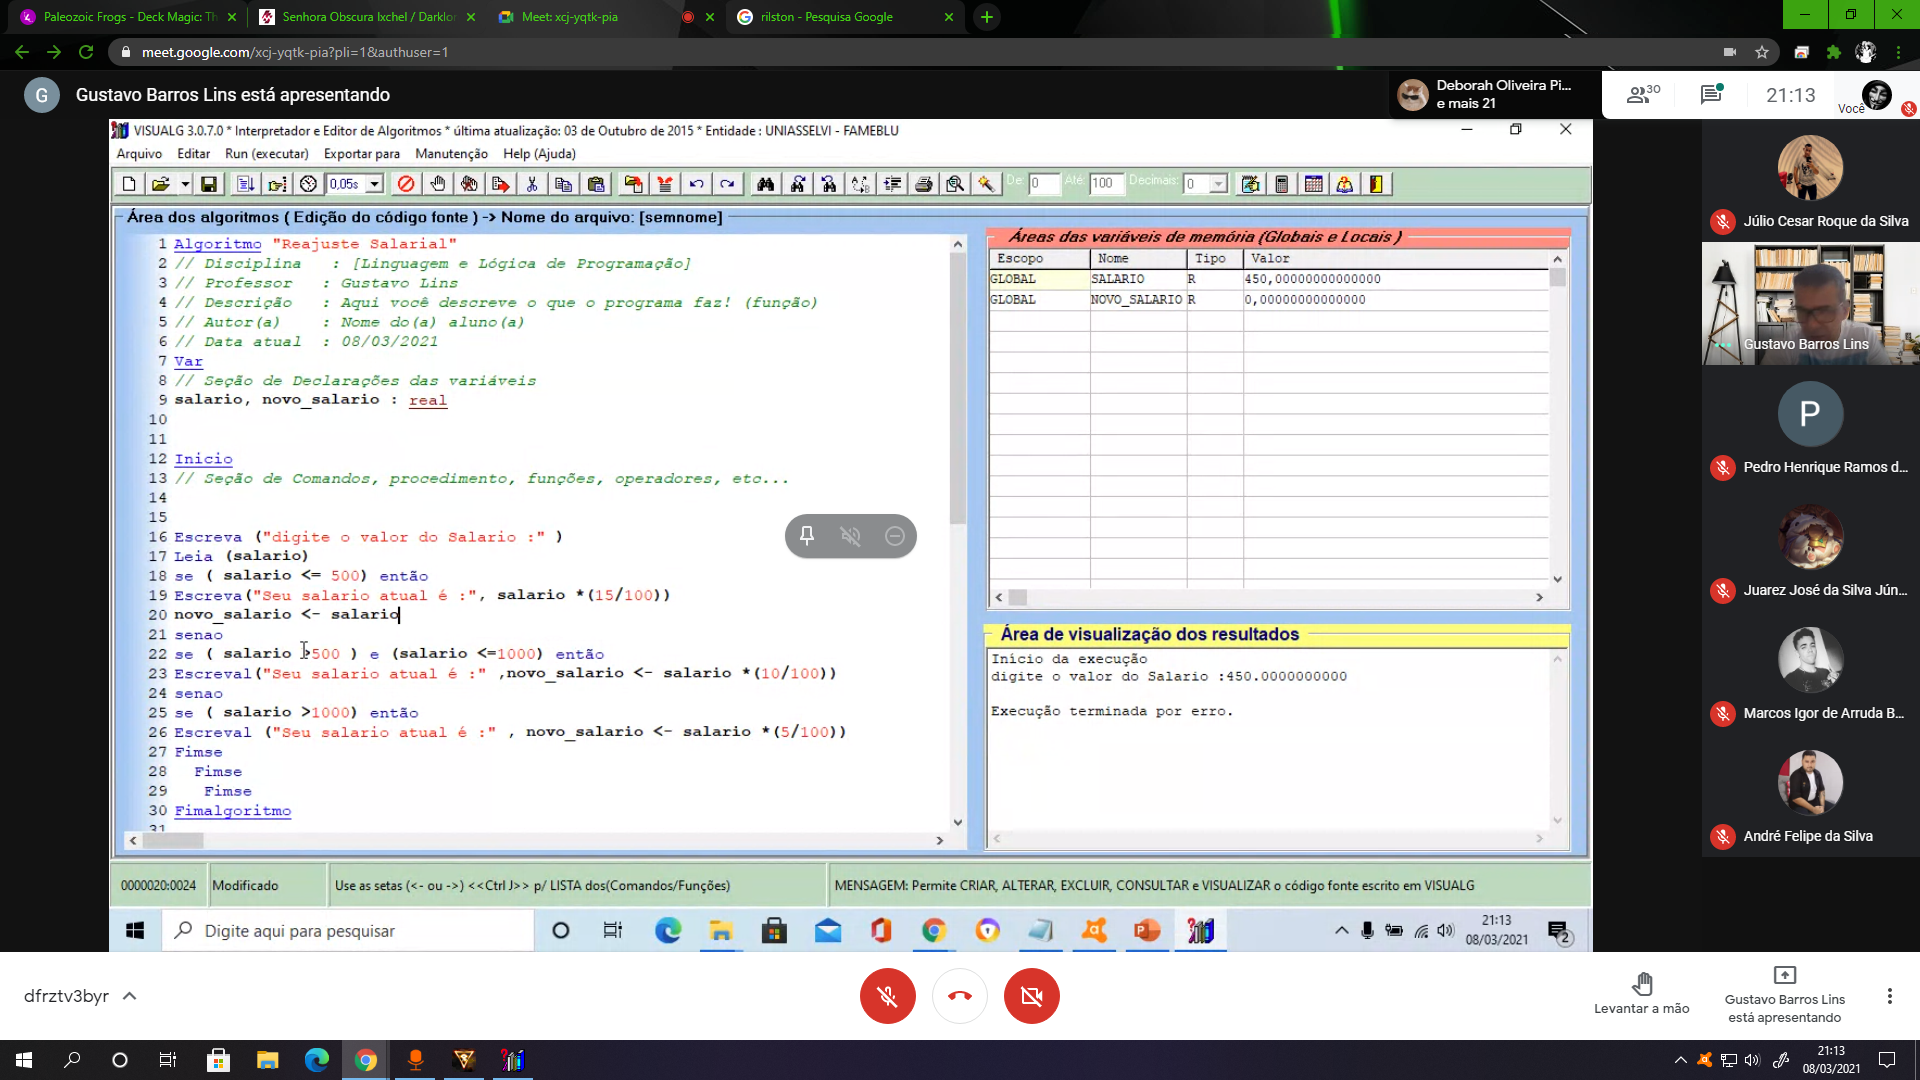 Paleozoic Frogs - Deck Magic: Th
Senhora Obscura Ixchel / Darklor
Meet: xcj-yqtk-pia
rilston - Pesquisa Google
meet.google.com/xcj-yqtk-pia?pli=1&authuser=1
G
Gustavo Barros Lins está apresentando
Deborah Oliveira Pi...
e mais 21
30
21:13
Você
VISUALG 3.0.7.0 * Interpretador e Editor de Algoritmos * última atualização: 03 de Outubro de 2015 * Entidade : UNIASSELVI - FAMEBLU
Arquivo Editar Run (executar) Exportar para Manutenção Help (Ajuda)
0,05s De: 0 Até: 100 Decimais: 0
Área dos algoritmos ( Edição do código fonte ) -> Nome do arquivo: [semnome]
1 Algoritmo "Reajuste Salarial"
2 // Disciplina : [Linguagem e Lógica de Programação]
3 // Professor : Gustavo Lins
4 // Descrição : Aqui você descreve o que o programa faz! (função)
5 // Autor(a) : Nome do(a) aluno(a)
6 // Data atual : 08/03/2021
7 Var
8 // Seção de Declarações das variáveis
9 salario, novo_salario : real
10
11
12 Inicio
13 // Seção de Comandos, procedimento, funções, operadores, etc...
14
15
16 Escreva ("digite o valor do Salario :" )
17 Leia (salario)
18 se ( salario <= 500) então
19 Escreva("Seu salario atual é :", salario *(15/100))
20 novo_salario <- salario
21 senao
22 se ( salario >500 ) e (salario <=1000) então
23 Escreval("Seu salario atual é :" ,novo_salario <- salario *(10/100))
24 senao
25 se ( salario >1000) então
26 Escreval ("Seu salario atual é :" , novo_salario <- salario *(5/100))
27 Fimse
28 Fimse
29 Fimse
30 Fimalgoritmo
31
Áreas das variáveis de memória (Globais e Locais )
Escopo Nome Tipo Valor
GLOBAL SALARIO R 450,00000000000000
GLOBAL NOVO_SALARIO R 0,00000000000000
Área de visualização dos resultados
Início da execução
digite o valor do Salario :450.0000000000
Execução terminada por erro.
0000020:0024 Modificado Use as setas (<- ou ->) <<Ctrl J>> p/ LISTA dos(Comandos/Funções) MENSAGEM: Permite CRIAR, ALTERAR, EXCLUIR, CONSULTAR e VISUALIZAR o código fonte escrito em VISUALG
Digite aqui para pesquisar
21:13
08/03/2021
2
Júlio Cesar Roque da Silva
Gustavo Barros Lins
P
Pedro Henrique Ramos d...
Juarez José da Silva Jún...
Marcos Igor de Arruda B...
André Felipe da Silva
dfrztv3byr
Levantar a mão
Gustavo Barros Lins
está apresentando
21:13
08/03/2021